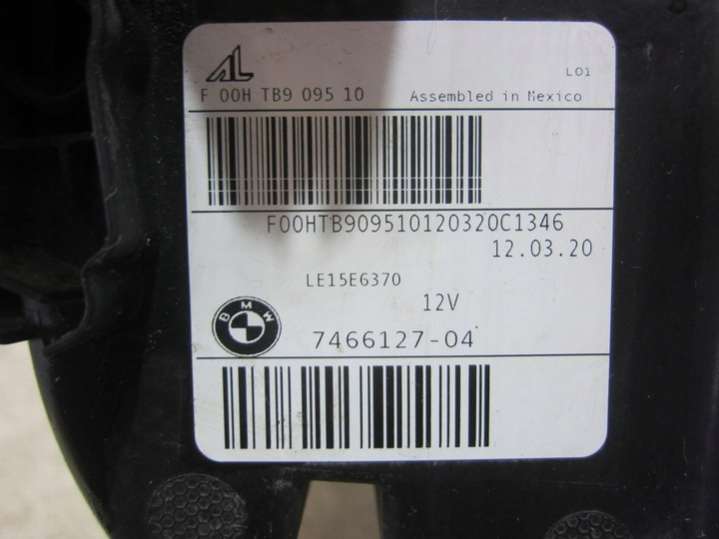 AL
L01
F 00H TB9 095 10
Assembled in Mexico
F00HTB909510120320C1346
12.03.20
LE15E6370
12V
BMW
7466127-04